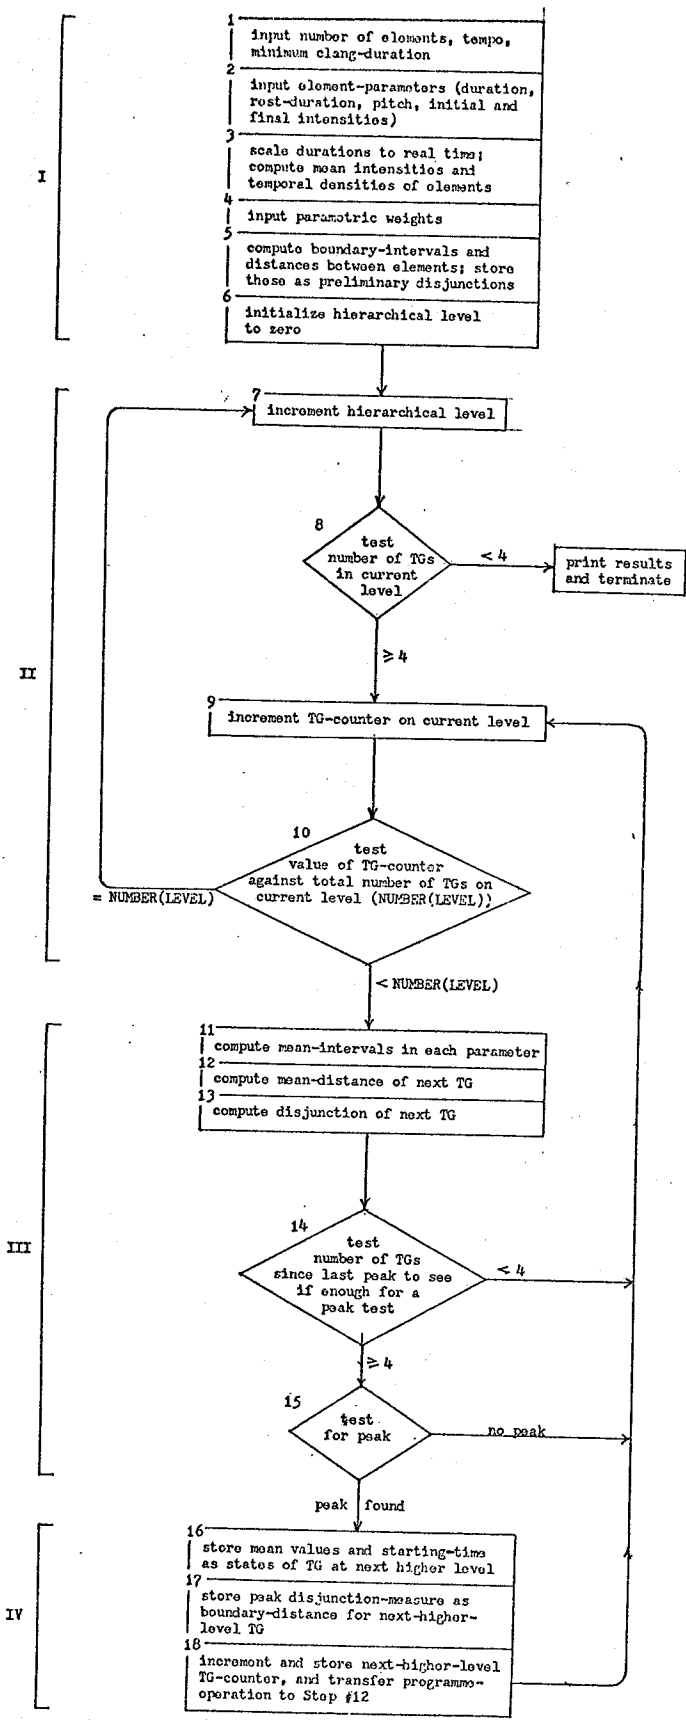 1
input number of elements, tempo,
minimum clang-duration
2
input element-parameters (duration,
rest-duration, pitch, initial and
final intensities)
3
scale durations to real time;
compute mean intensities and
temporal densities of elements
I
4
input parametric weights
5
compute boundary-intervals and
distances between elements; store
these as preliminary disjunctions
6
initialize hierarchical level
to zero
7
increment hierarchical level
8
test
number of TGs
in current
level
< 4
print results
and terminate
≥ 4
II
9
increment TG-counter on current level
10
test
value of TG-counter
against total number of TGs on
current level (NUMBER(LEVEL))
= NUMBER(LEVEL)
< NUMBER(LEVEL)
11
compute mean-intervals in each parameter
12
compute mean-distance of next TG
13
compute disjunction of next TG
14
test
number of TGs
since last peak to see
if enough for a
peak test
< 4
III
≥ 4
15
test
for peak
no peak
peak found
16
store mean values and starting-time
as states of TG at next higher level
17
store peak disjunction-measure as
boundary-distance for next-higher-
level TG
IV
18
increment and store next-higher-level
TG-counter, and transfer programme-
operation to Step #12